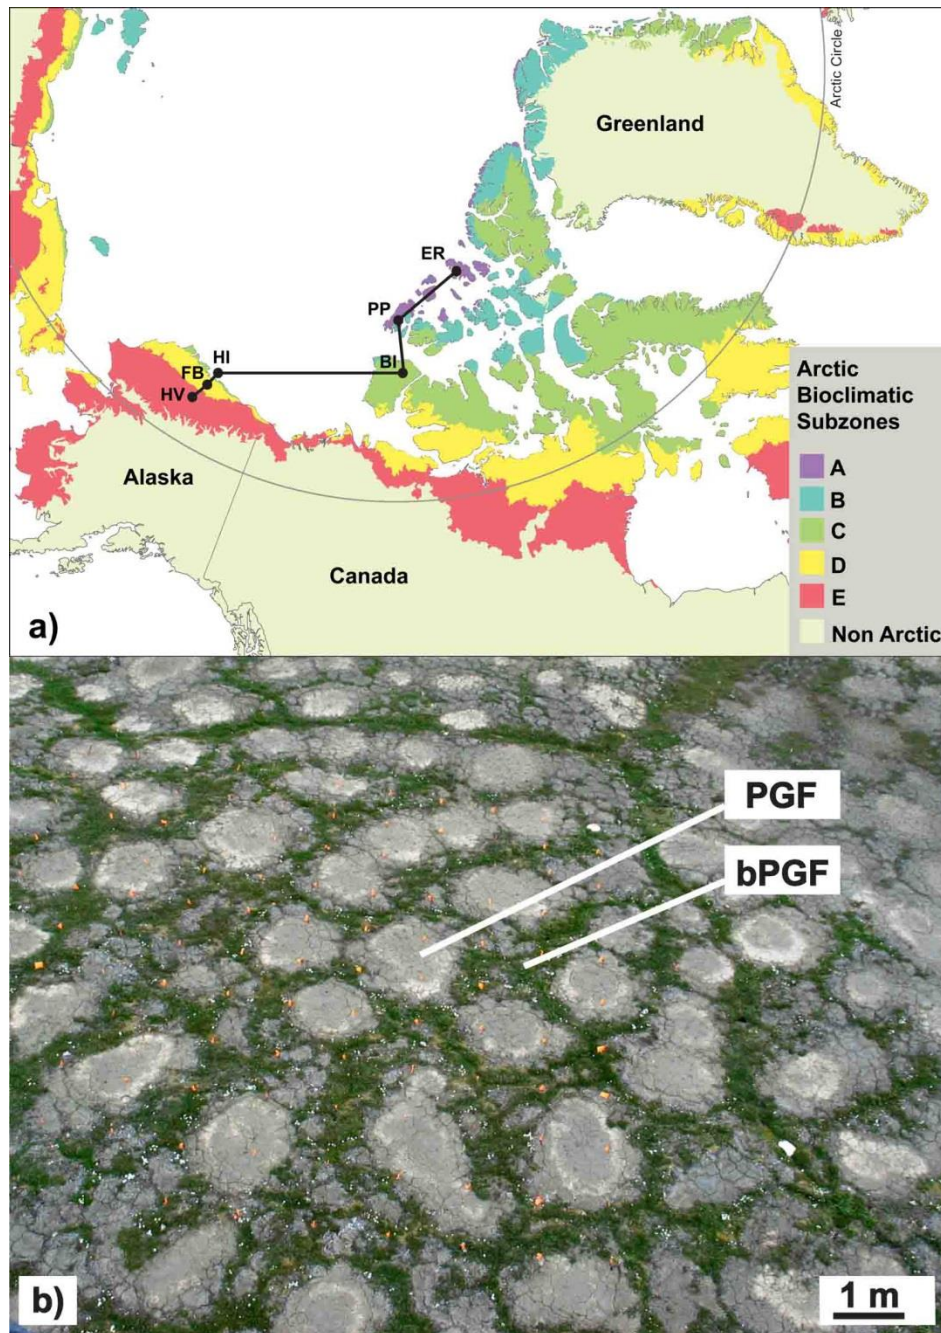 Greenland
Arctic Circle
ER
PP
HI
FB
HV
BI
Alaska
Canada
Arctic
Bioclimatic
Subzones
A
B
C
D
E
Non Arctic
a)
PGF
bPGF
b)
1 m